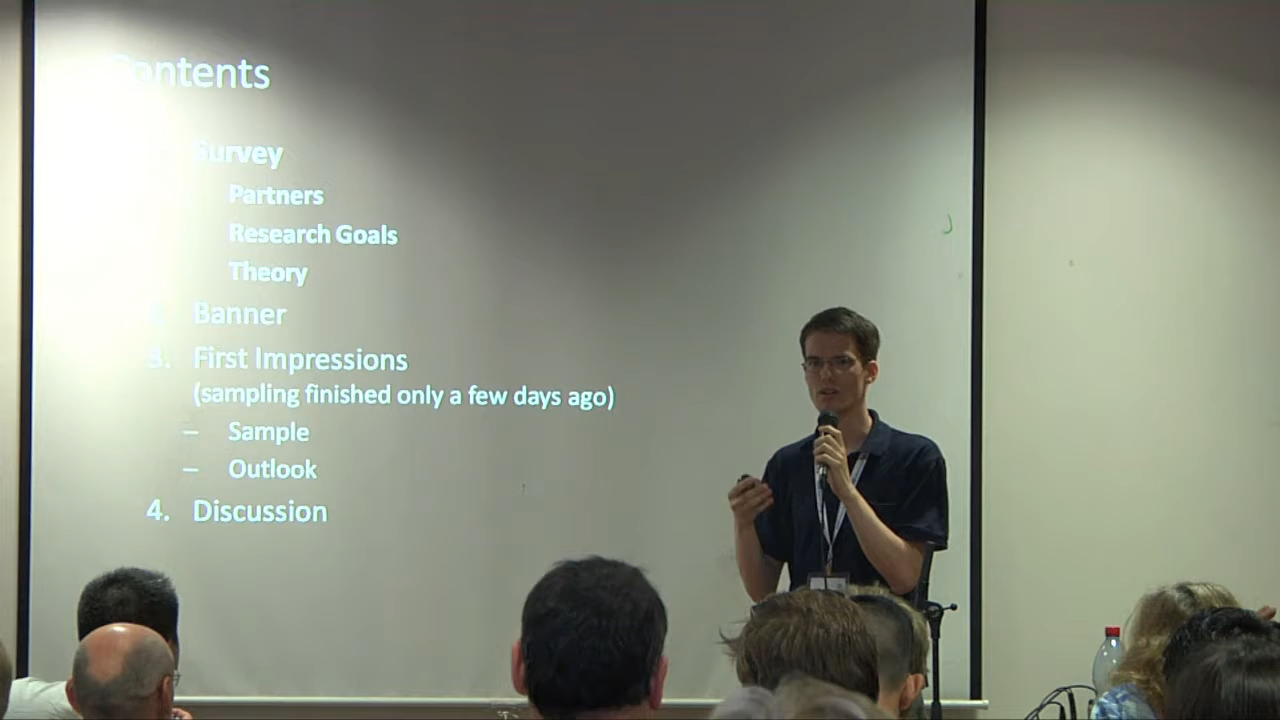 Contents
Survey
Partners
Research Goals
Theory
Banner
3. First Impressions
(sampling finished only a few days ago)
– Sample
– Outlook
4. Discussion